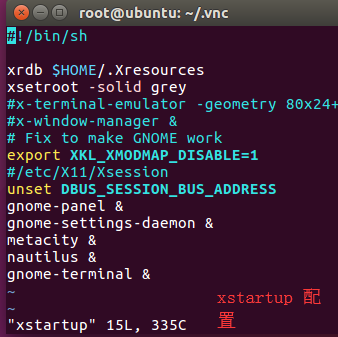 root@ubuntu: ~/.vnc
#!/bin/sh
xrdb $HOME/.Xresources
xsetroot -solid grey
#x-terminal-emulator -geometry 80x24+
#x-window-manager &
# Fix to make GNOME work
export XKL_XMODMAP_DISABLE=1
#/etc/X11/Xsession
unset DBUS_SESSION_BUS_ADDRESS
gnome-panel &
gnome-settings-daemon &
metacity &
nautilus &
gnome-terminal &
~
~
xstartup 配
置
"xstartup" 15L, 335C